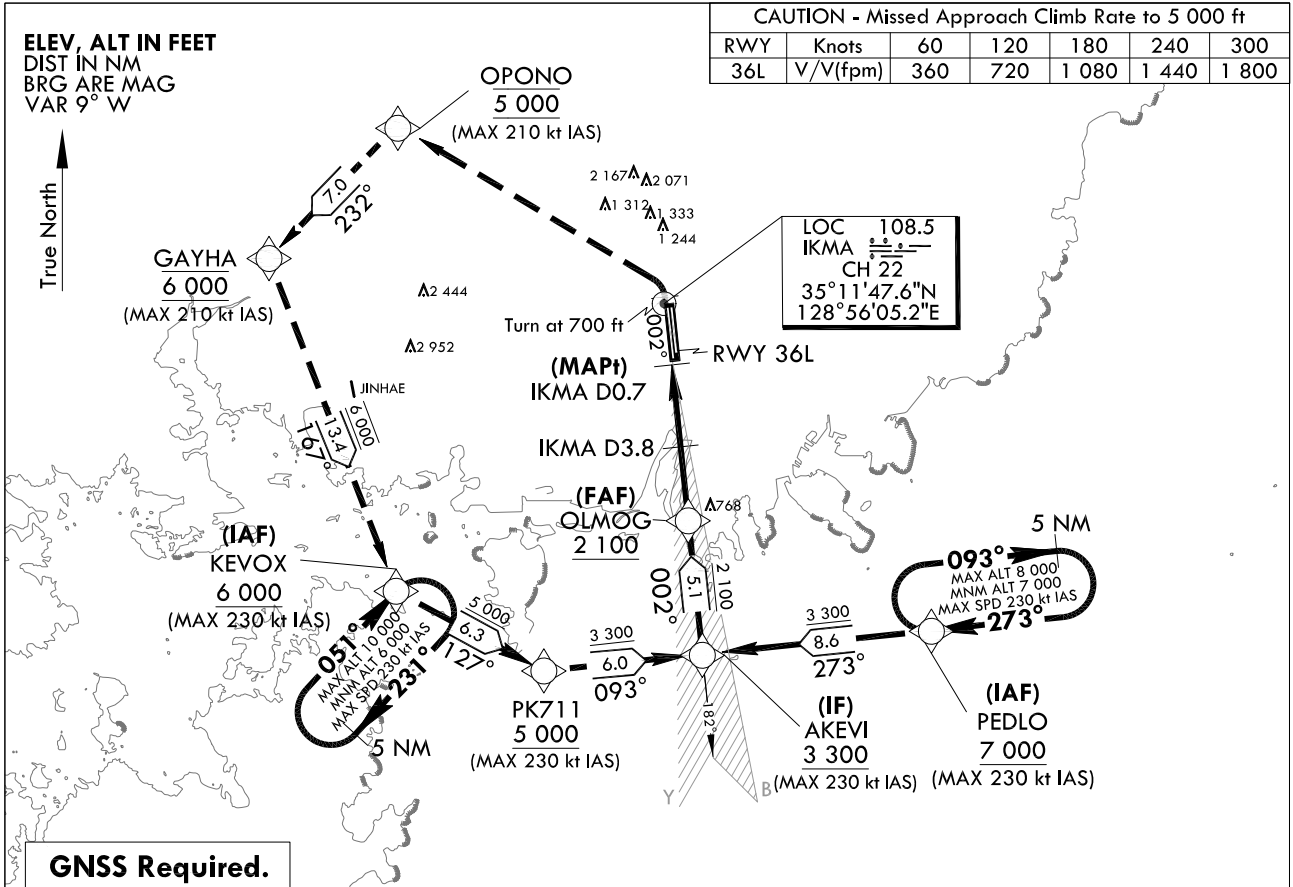 CAUTION - Missed Approach Climb Rate to 5 000 ft
RWY Knots 60 120 180 240 300
36L V/V(fpm) 360 720 1 080 1 440 1 800
ELEV, ALT IN FEET
DIST IN NM
BRG ARE MAG
VAR 9° W
True North
OPONO
5 000
(MAX 210 kt IAS)
7.0
232°
2 167
2 071
1 312
1 333
1 244
GAYHA
6 000
(MAX 210 kt IAS)
2 444
2 952
LOC 108.5
IKMA
CH 22
35°11'47.6"N
128°56'05.2"E
Turn at 700 ft
002°
RWY 36L
(MAPt)
IKMA D0.7
JINHAE
6 000
13.4
167°
IKMA D3.8
(FAF)
OLMOG
2 100
768
(IAF)
KEVOX
6 000
(MAX 230 kt IAS)
051°
MAX ALT 10 000
MNM ALT 6 000
MAX SPD 230 kt IAS
231°
5 NM
5 000
6.3
127°
PK711
5 000
(MAX 230 kt IAS)
3 300
6.0
093°
002°
5.1
2 100
182°
Y
B
(IF)
AKEVI
3 300
(MAX 230 kt IAS)
3 300
8.6
273°
5 NM
093°
MAX ALT 8 000
MNM ALT 7 000
MAX SPD 230 kt IAS
273°
(IAF)
PEDLO
7 000
(MAX 230 kt IAS)
GNSS Required.